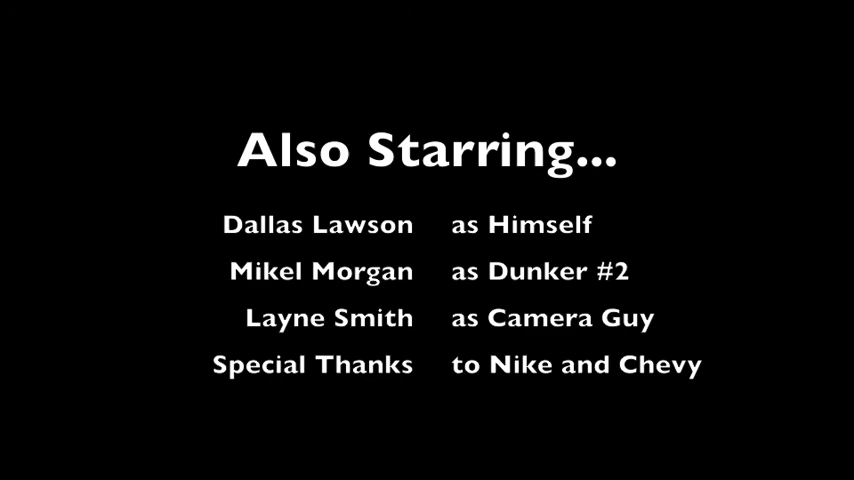 Also Starring...
Dallas Lawson as Himself
Mikel Morgan as Dunker #2
Layne Smith as Camera Guy
Special Thanks to Nike and Chevy